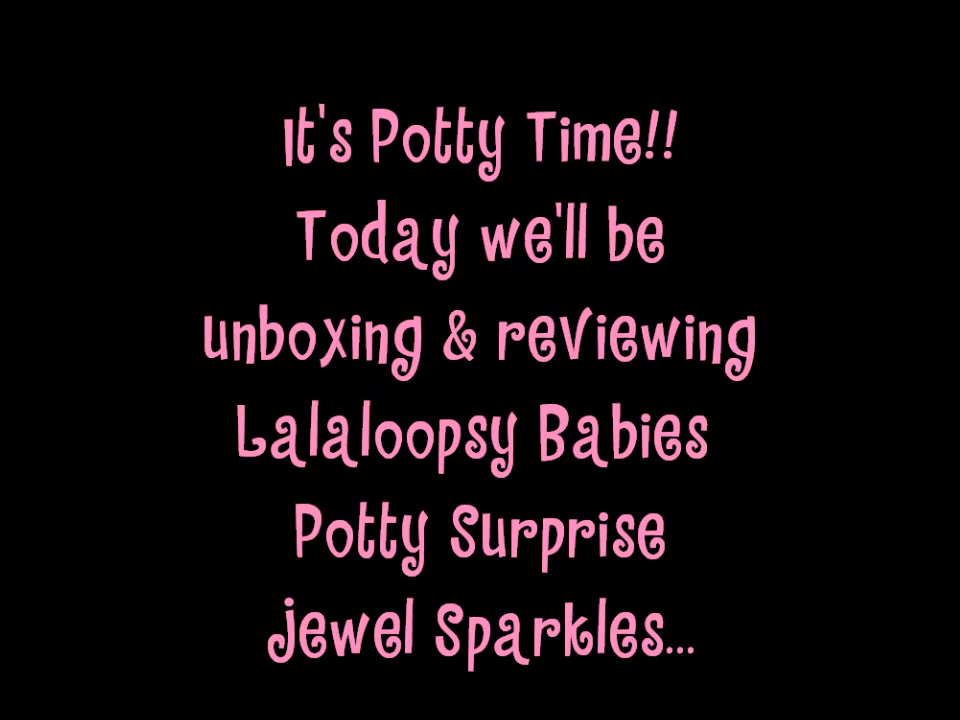 It's Potty Time!!
Today we'll be
unboxing & reviewing
Lalaloopsy Babies
Potty Surprise
Jewel Sparkles...